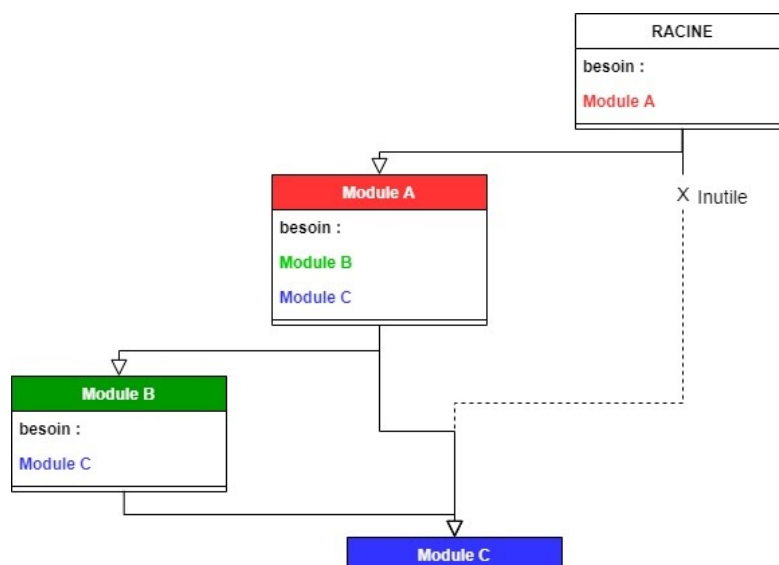 RACINE
besoin :
Module A
X Inutile
Module A
besoin :
Module B
Module C
Module B
besoin :
Module C
Module C